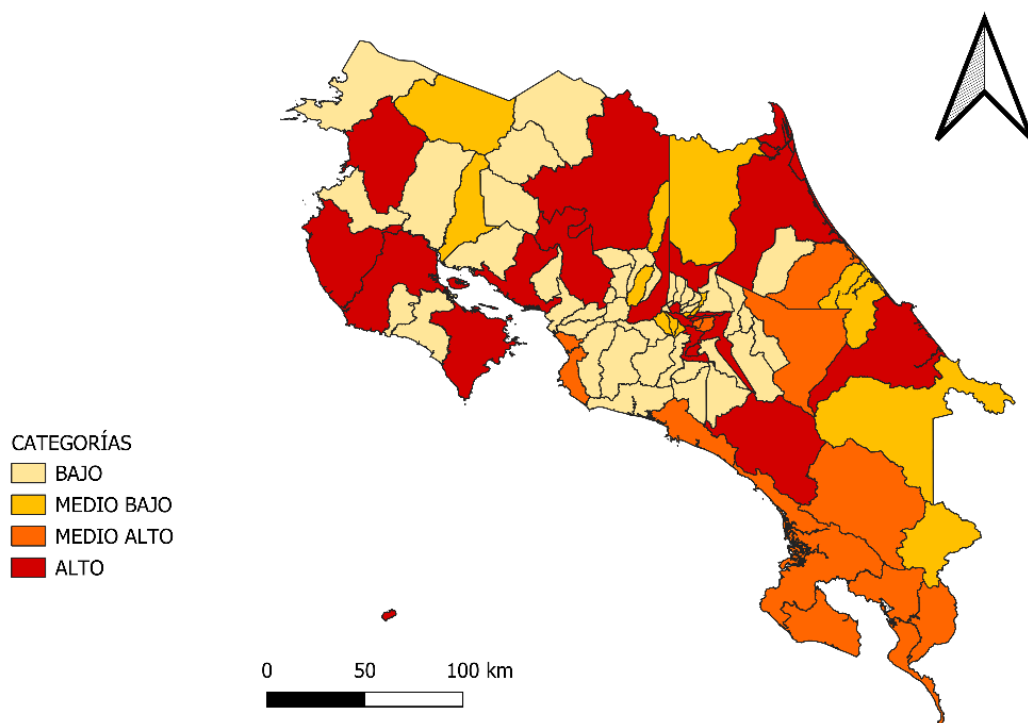 CATEGORÍAS
BAJO
MEDIO BAJO
MEDIO ALTO
ALTO
0 50 100 km